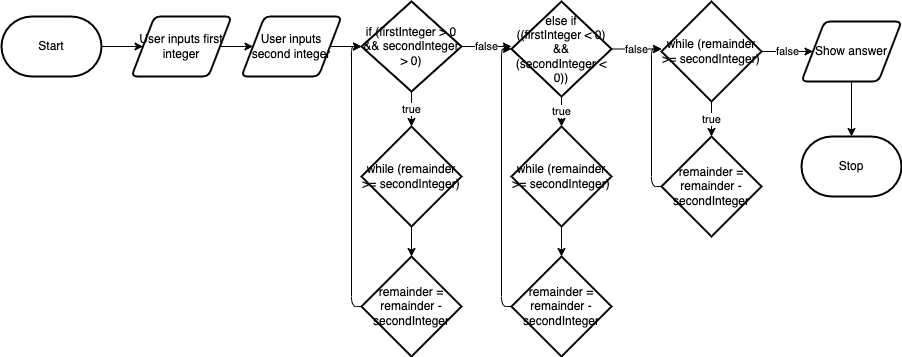 Start
User inputs first
integer
User inputs
second integer
if (firstInteger > 0
&& secondInteger
> 0)
false
else if
((firstInteger < 0)
&&
(secondInteger <
0))
false
while (remainder
>= secondInteger)
false
Show answer
true
true
true
while (remainder
>= secondInteger)
while (remainder
>= secondInteger)
remainder =
remainder -
secondInteger
Stop
remainder =
remainder -
secondInteger
remainder =
remainder -
secondInteger